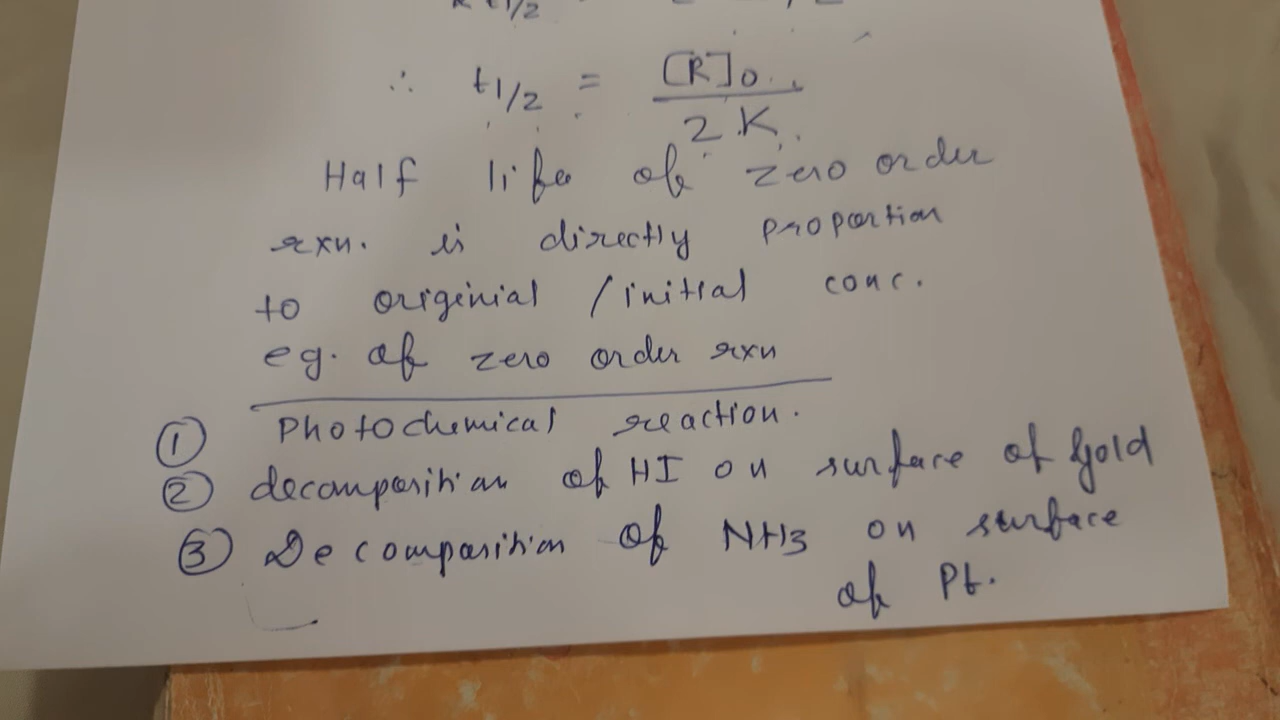 ∴ t1/2 = [R]0 / 2K
Half life of zero order
rxn. is directly proportion
to originial / initial conc.
eg. of zero order rxn
① Photochemical reaction.
② decomposition of HI on surface of gold
③ Decomposition of NH3 on surface
of Pt.